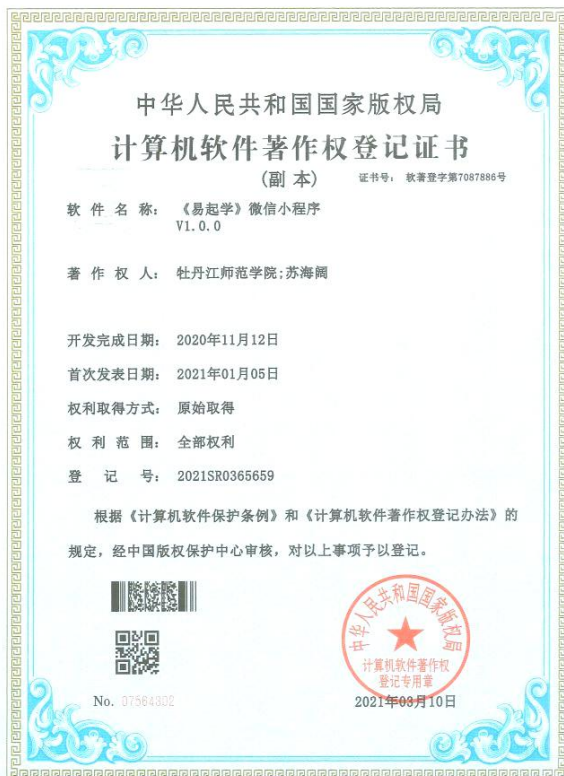 中华人民共和国国家版权局
计算机软件著作权登记证书
(副本)
证书号: 软著登字第7087886号
软件名称: 《易起学》微信小程序
V1.0.0
著作权人: 牡丹江师范学院;苏海阔
开发完成日期: 2020年11月12日
首次发表日期: 2021年01月05日
权利取得方式: 原始取得
权利范围: 全部权利
登记号: 2021SR0365659
根据《计算机软件保护条例》和《计算机软件著作权登记办法》的
规定,经中国版权保护中心审核,对以上事项予以登记。
中华人民共和国国家版权局
计算机软件著作权
登记专用章
No.
2021年03月10日